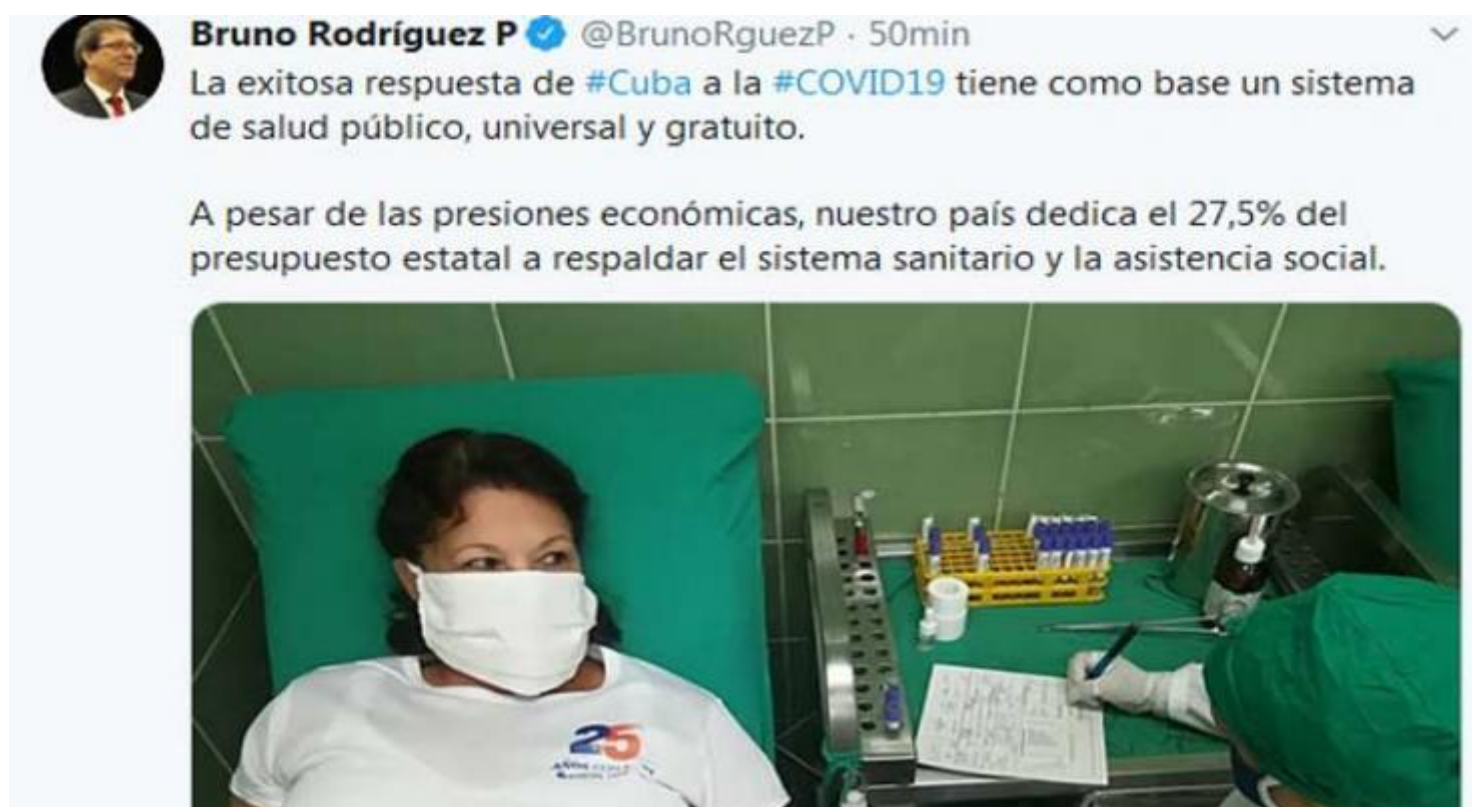 Bruno Rodríguez P @BrunoRguezP · 50min
La exitosa respuesta de #Cuba a la #COVID19 tiene como base un sistema
de salud público, universal y gratuito.
A pesar de las presiones económicas, nuestro país dedica el 27,5% del
presupuesto estatal a respaldar el sistema sanitario y la asistencia social.
25
AÑOS